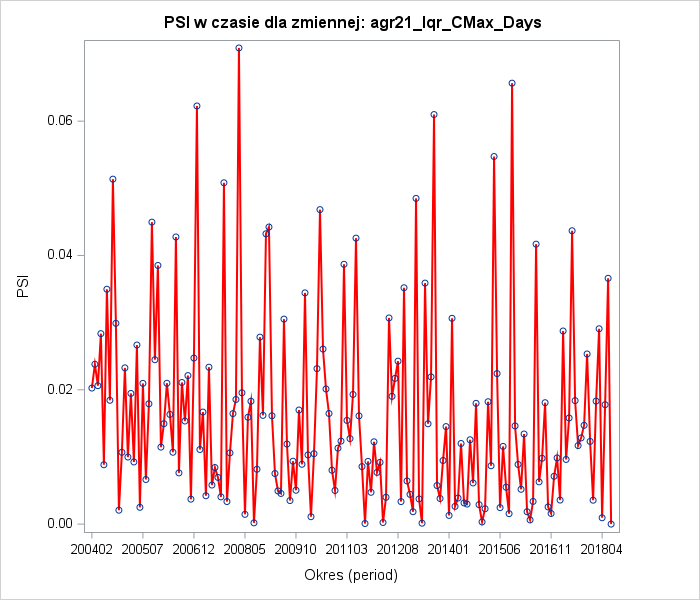 PSI w czasie dla zmiennej: agr21_Iqr_CMax_Days
0.06
0.04
0.02
0.00
PSI
200402 200507 200612 200805 200910 201103 201208 201401 201506 201611 201804
Okres (period)